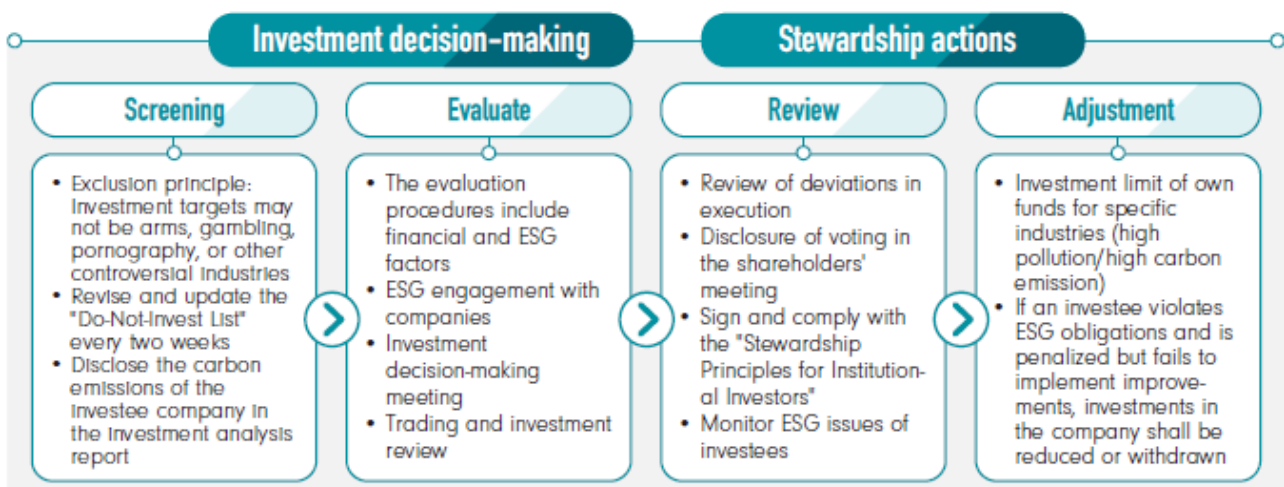 Investment decision-making
Stewardship actions
Screening
• Exclusion principle:
Investment targets may
not be arms, gambling,
pornography, or other
controversial industries
• Revise and update the
"Do-Not-Invest List"
every two weeks
• Disclose the carbon
emissions of the
investee company in
the investment analysis
report
Evaluate
• The evaluation
procedures include
financial and ESG
factors
• ESG engagement with
companies
• Investment
decision-making
meeting
• Trading and investment
review
Review
• Review of deviations in
execution
• Disclosure of voting in
the shareholders'
meeting
• Sign and comply with
the "Stewardship
Principles for Institution-
al Investors"
• Monitor ESG issues of
investees
Adjustment
• Investment limit of own
funds for specific
industries (high
pollution/high carbon
emission)
• If an investee violates
ESG obligations and is
penalized but fails to
implement improve-
ments, investments in
the company shall be
reduced or withdrawn